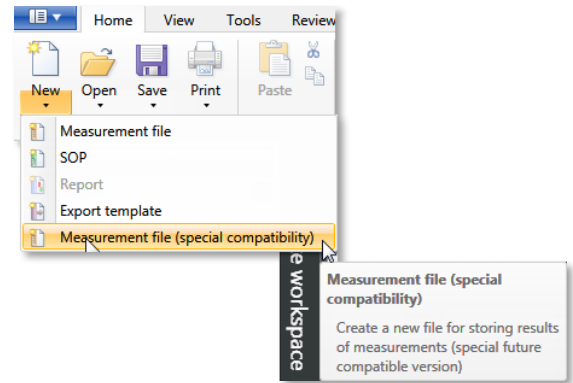 Home View Tools Review
New Open Save Print Paste
Measurement file
SOP
Report
Export template
Measurement file (special compatibility)
e workspace
Measurement file (special
compatibility)
Create a new file for storing results
of measurements (special future
compatible version)